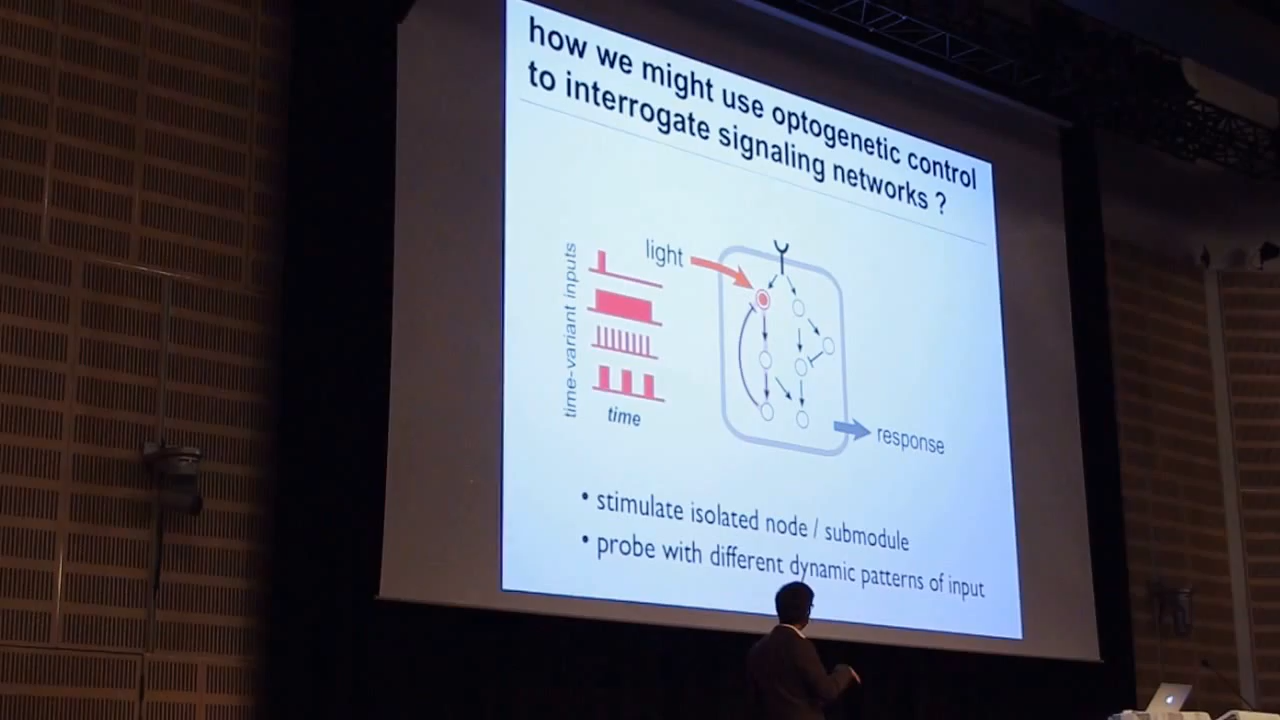 how we might use optogenetic control
to interrogate signaling networks ?
time-variant inputs
light
time
response
• stimulate isolated node / submodule
• probe with different dynamic patterns of input